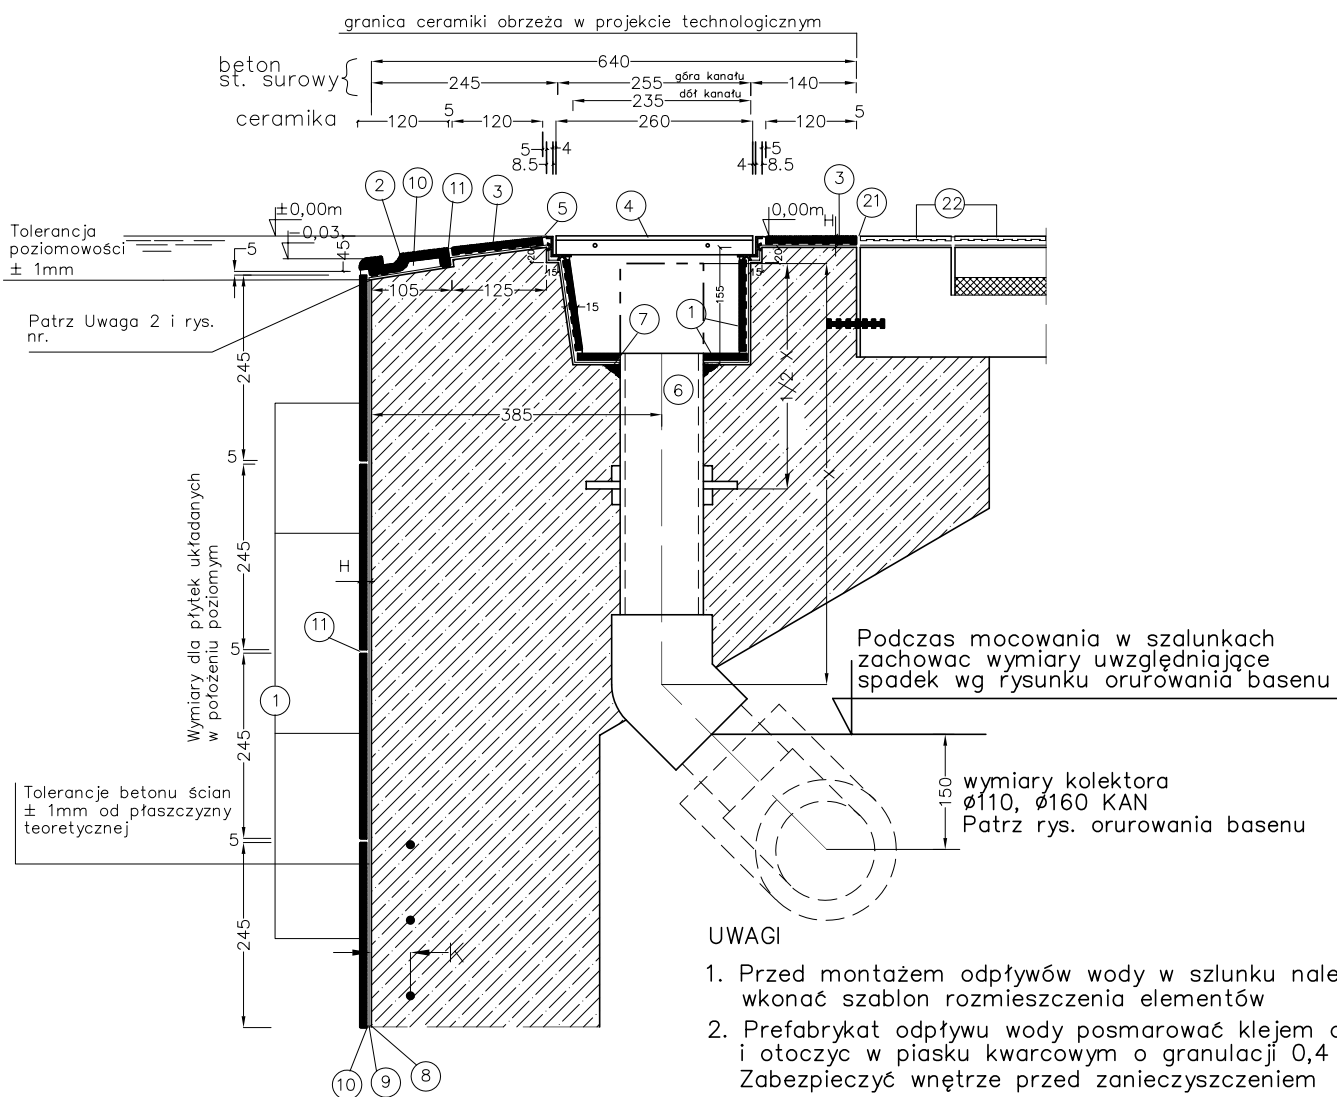 granica ceramiki obrzeża w projekcie technologicznym
beton
st. surowy
640
245
255
góra kanału
140
235
dół kanału
ceramika
120
5
120
260
120
5
5
4
8.5
5
4
8.5
2
10
11
3
5
4
3
21
22
±0,00m
-0,03
45
0,00m
H
Tolerancja
poziomowości
± 1mm
5
20
15
20
15
105
125
15
155
7
1
Patrz Uwaga 2 i rys.
nr.
245
1/2 X
6
385
X
5
Wymiary dla płytek układanych
w położeniu poziomym
245
H
11
5
1
245
Podczas mocowania w szalunkach
zachowac wymiary uwzględniające
spadek wg rysunku orurowania basenu
Tolerancje betonu ścian
± 1mm od płaszczyzny
teoretycznej
150
wymiary kolektora
Ø110, Ø160 KAN
Patrz rys. orurowania basenu
5
245
K
UWAGI
1. Przed montażem odpływów wody w szlunku nale
wkonać szablon rozmieszczenia elementów
2. Prefabrykat odpływu wody posmarować klejem
i otoczyc w piasku kwarcowym o granulacji 0,4
Zabezpieczyć wnętrze przed zanieczyszczeniem
10
9
8